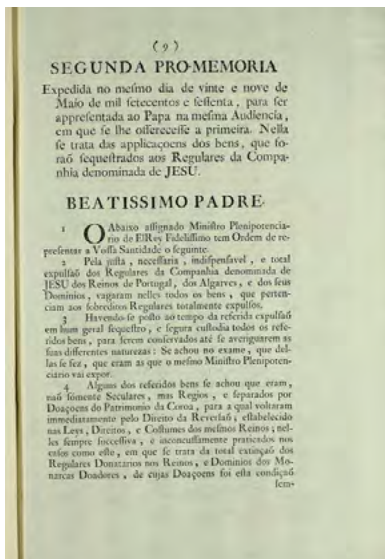 ( 9 )
SEGUNDA PRO-MEMORIA
Expedida no meſmo dia de vinte e nove de
Maio de mil ſetecentos e ſeſſenta, para ſer
appreſentada ao Papa na meſma Audiencia,
em que ſe lhe offereceſſe a primeira. Nella
ſe trata das applicaçoens dos bens, que fo-
raõ ſequeſtrados aos Regulares da Compa-
nhia denominada de JESU.
BEATISSIMO PADRE.
1 O Abaixo aſſignado Miniſtro Plenipotencia-
rio de ElRey Fideliſſimo tem Ordem de re-
preſentar a Voſſa Santidade o ſeguinte.
2 Pela juſta, neceſſaria, indiſpenſavel, e total
expulſaõ dos Regulares da Companhia denominada de
JESU dos Reinos de Portugal, dos Algarves, e dos ſeus
Dominios, vagaram nelles todos os bens, que perten-
ciam aos ſobreditos Regulares totalmente expulſos.
3 Havendo-ſe poſto ao tempo da referida expulſaõ
em hum geral ſequeſtro, e ſegura cuſtodia todos os refe-
ridos bens, para ſerem conſervados até ſe averiguarem as
ſuas differentes naturezas: Se achou no exame, que del-
las ſe fez, que eram as que o meſmo Miniſtro Plenipoten-
ciario vai expor.
4 Alguns dos referidos bens ſe achou que eram,
naõ ſómente Seculares, mas Regios, e ſeparados por
Doaçoens do Patrimonio da Coroa, para a qual voltaram
immediatamente pelo Direito da Reverſaõ; eſtabelecido
nas Leys, Direitos, e Coſtumes dos meſmos Reinos; nel-
les ſempre ſucceſſiva, e inconcuſſamente praticados nos
caſos como eſte, em que ſe trata da total extinçaõ dos
Regulares Donatarios nos Reinos, e Dominios dos Mo-
narcas Doadores, de cujas Doaçoens foi eſta condiçaõ
ſem-